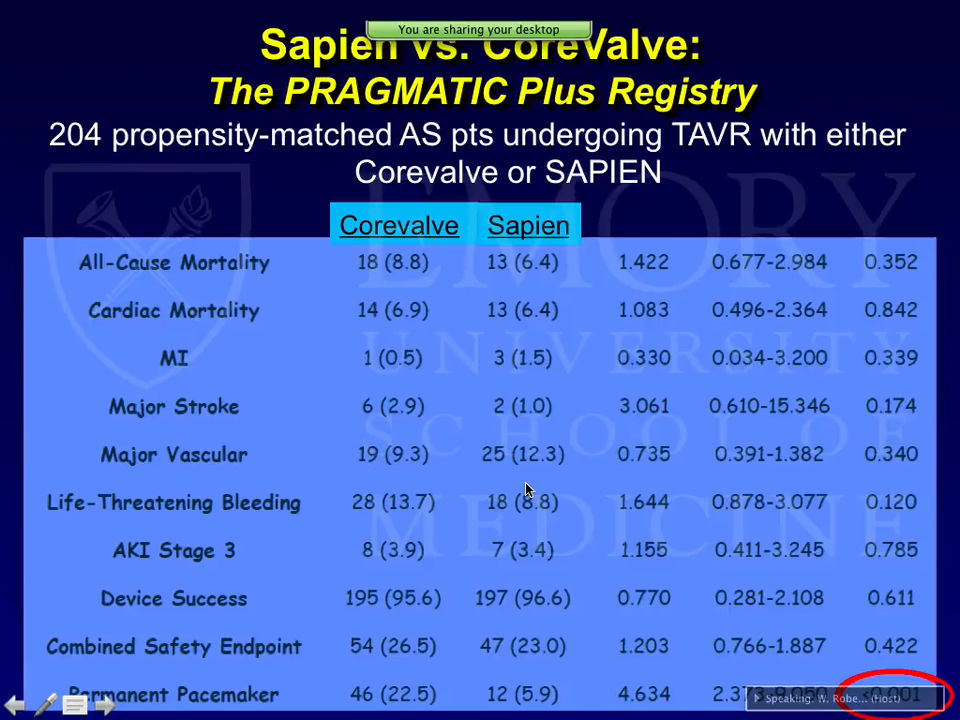 You are sharing your desktop
Sapien vs. CoreValve:
The PRAGMATIC Plus Registry
204 propensity-matched AS pts undergoing TAVR with either
Corevalve or SAPIEN
EMORY
UNIVERSITY
SCHOOL OF
MEDICINE
Corevalve Sapien
All-Cause Mortality 18 (8.8) 13 (6.4) 1.422 0.677-2.984 0.352
Cardiac Mortality 14 (6.9) 13 (6.4) 1.083 0.496-2.364 0.842
MI 1 (0.5) 3 (1.5) 0.330 0.034-3.200 0.339
Major Stroke 6 (2.9) 2 (1.0) 3.061 0.610-15.346 0.174
Major Vascular 19 (9.3) 25 (12.3) 0.735 0.391-1.382 0.340
Life-Threatening Bleeding 28 (13.7) 18 (8.8) 1.644 0.878-3.077 0.120
AKI Stage 3 8 (3.9) 7 (3.4) 1.155 0.411-3.245 0.785
Device Success 195 (95.6) 197 (96.6) 0.770 0.281-2.108 0.611
Combined Safety Endpoint 54 (26.5) 47 (23.0) 1.203 0.766-1.887 0.422
Permanent Pacemaker 46 (22.5) 12 (5.9) 4.634 <0.001
Speaking: W. Robe... (Host)